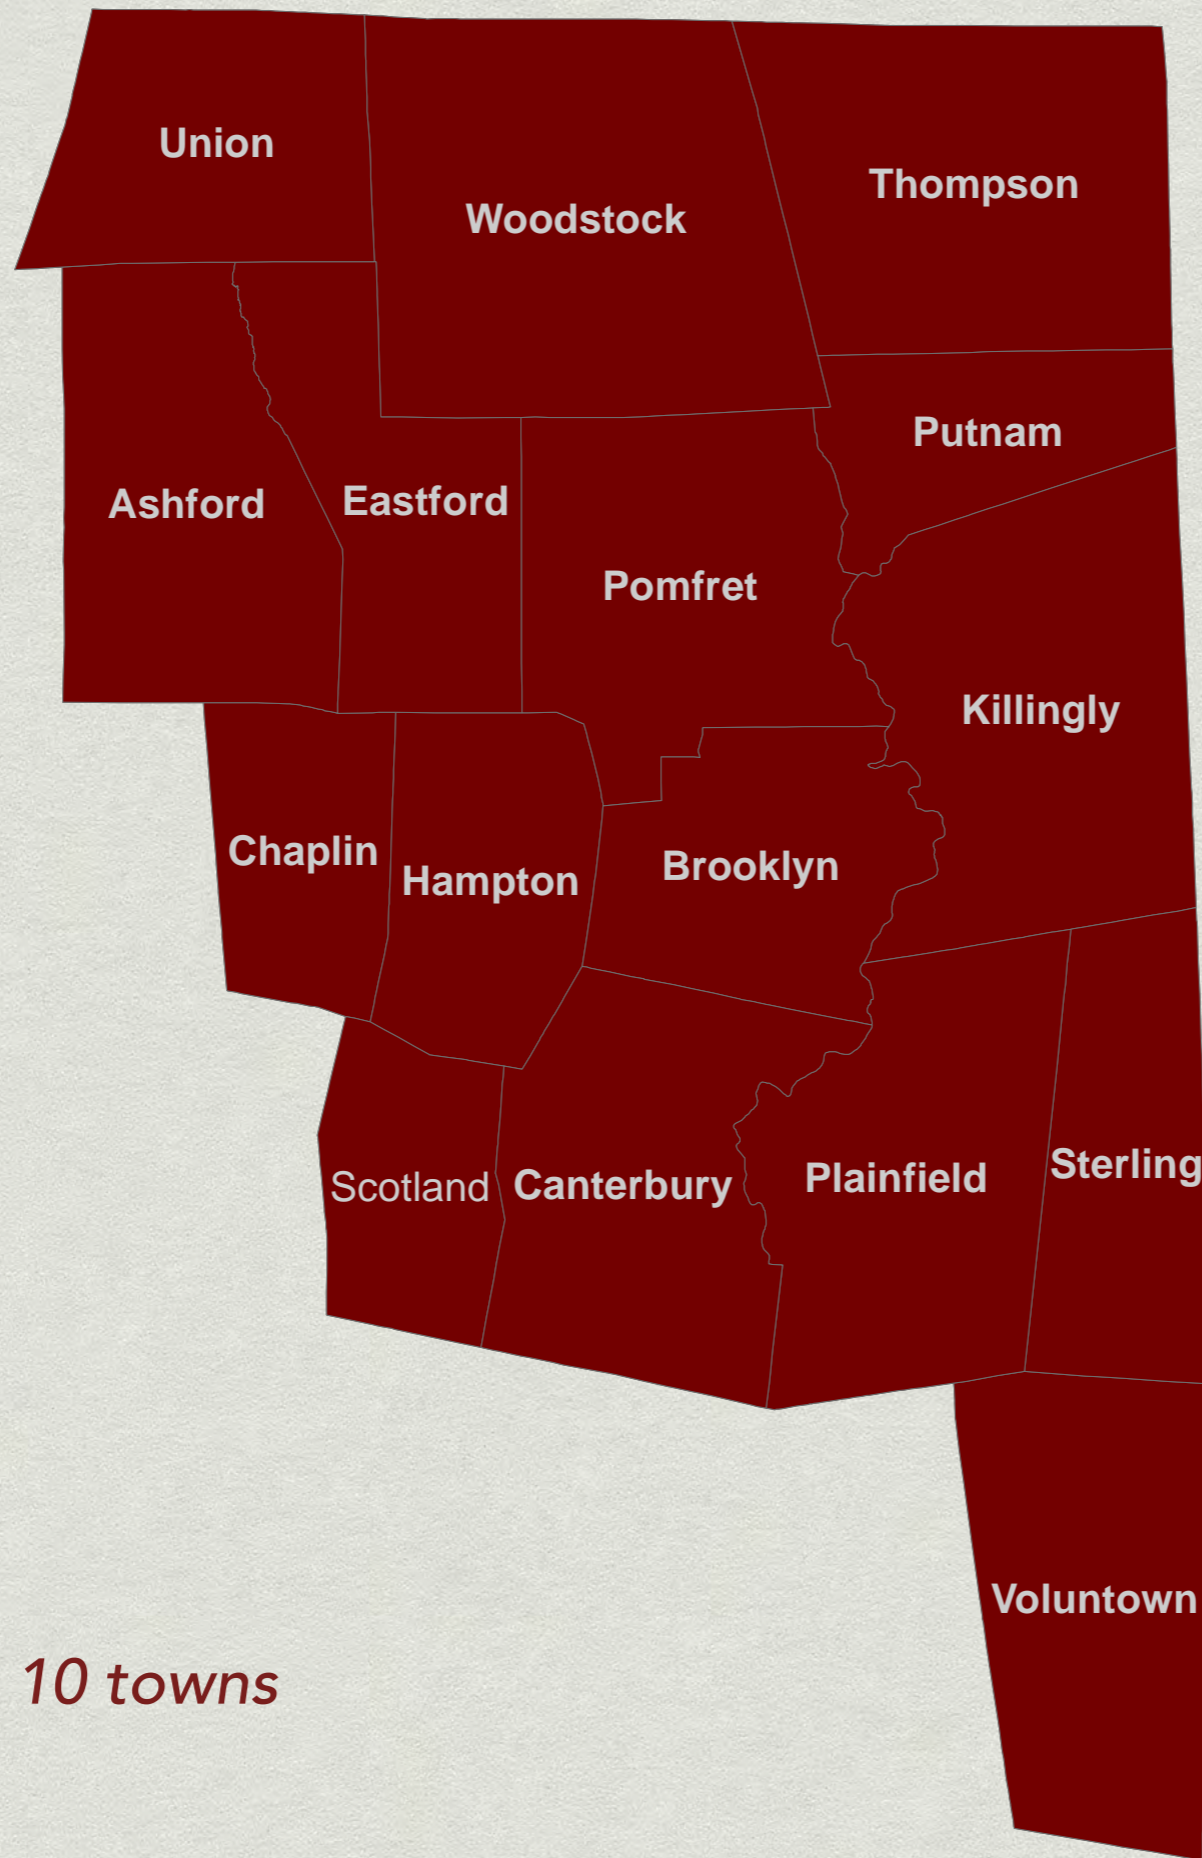 Union
Woodstock
Thompson
Putnam
Ashford
Eastford
Pomfret
Killingly
Chaplin
Hampton
Brooklyn
Scotland
Canterbury
Plainfield
Sterling
Voluntown
10 towns